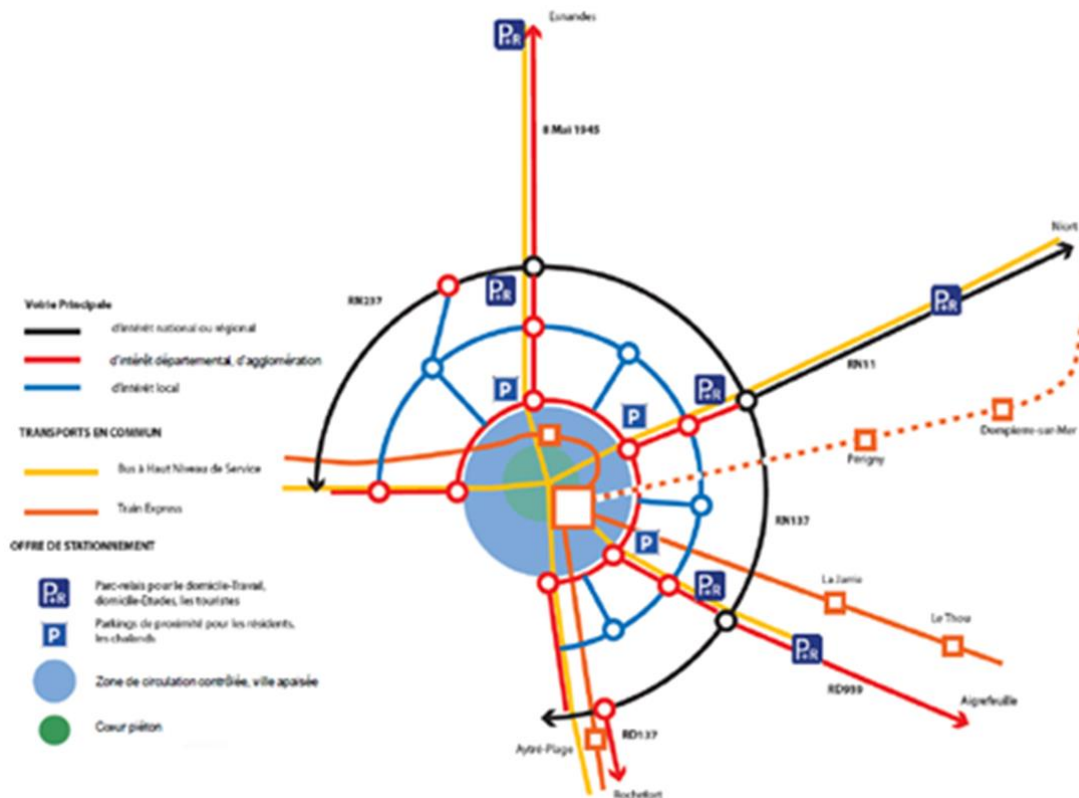 Esnandes
P+R
8 Mai 1945
Niort
P+R
RN237
P+R
RN11
Voirie Principale
d'intérêt national ou régional
d'intérêt départemental, d'agglomération
d'intérêt local
P
P+R
P
Dompierre-sur-Mer
Périgny
TRANSPORTS EN COMMUN
Bus à Haut Niveau de Service
Train Express
RN137
OFFRE DE STATIONNEMENT
P
P+R
Parc-relais pour le domicile-Travail,
domicile-Etudes, les touristes
P+R
La Jarrie
Le Thou
P
Parkings de proximité pour les résidents,
les chalands
P+R
Zone de circulation contrôlée, ville apaisée
RD939
Aigrefeuille
Cœur piéton
RD137
Aytré-Plage
Rochefort